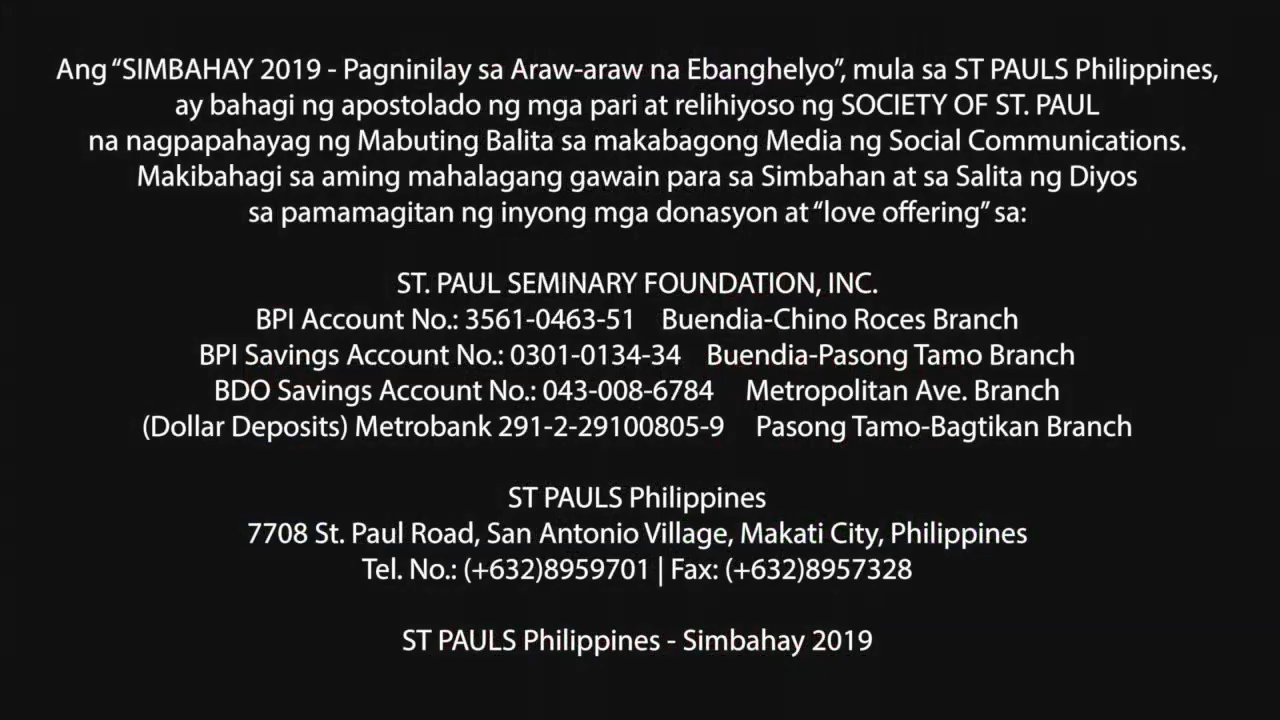 Ang “SIMBAHAY 2019 - Pagninilay sa Araw-araw na Ebanghelyo”, mula sa ST PAULS Philippines,
ay bahagi ng apostolado ng mga pari at relihiyoso ng SOCIETY OF ST. PAUL
na nagpapahayag ng Mabuting Balita sa makabagong Media ng Social Communications.
Makibahagi sa aming mahalagang gawain para sa Simbahan at sa Salita ng Diyos
sa pamamagitan ng inyong mga donasyon at “love offering” sa:
ST. PAUL SEMINARY FOUNDATION, INC.
BPI Account No.: 3561-0463-51 Buendia-Chino Roces Branch
BPI Savings Account No.: 0301-0134-34 Buendia-Pasong Tamo Branch
BDO Savings Account No.: 043-008-6784 Metropolitan Ave. Branch
(Dollar Deposits) Metrobank 291-2-29100805-9 Pasong Tamo-Bagtikan Branch
ST PAULS Philippines
7708 St. Paul Road, San Antonio Village, Makati City, Philippines
Tel. No.: (+632)8959701 | Fax: (+632)8957328
ST PAULS Philippines - Simbahay 2019